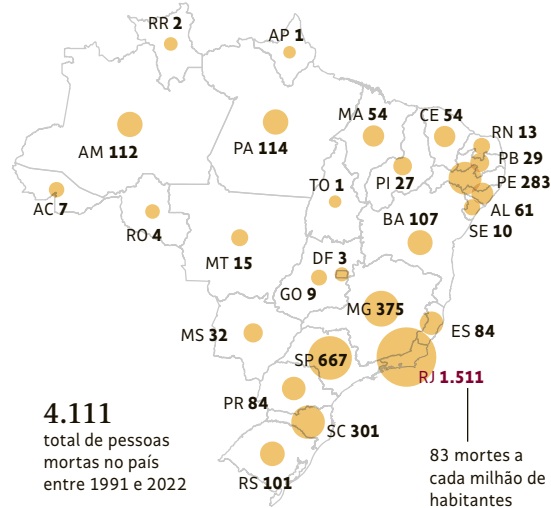 RR 2
AP 1
MA 54
CE 54
RN 13
AM 112
PA 114
PB 29
PE 283
TO 1
PI 27
AC 7
AL 61
RO 4
BA 107
SE 10
MT 15
DF 3
GO 9
MG 375
MS 32
ES 84
SP 667
RJ 1.511
PR 84
SC 301
RS 101
4.111
total de pessoas
mortas no país
entre 1991 e 2022
83 mortes a
cada milhão de
habitantes